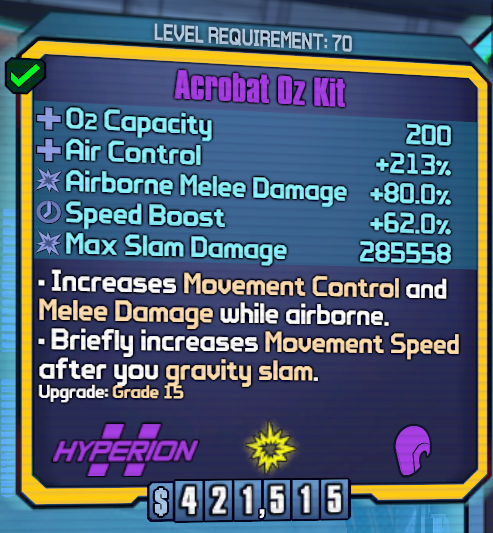 LEVEL REQUIREMENT: 70
Acrobat Oz Kit
O2 Capacity 200
Air Control +213%
Airborne Melee Damage +80.0%
Speed Boost +62.0%
Max Slam Damage 285558
• Increases Movement Control and
Melee Damage while airborne.
• Briefly increases Movement Speed
after you gravity slam.
Upgrade: Grade 15
HYPERION
$421,515